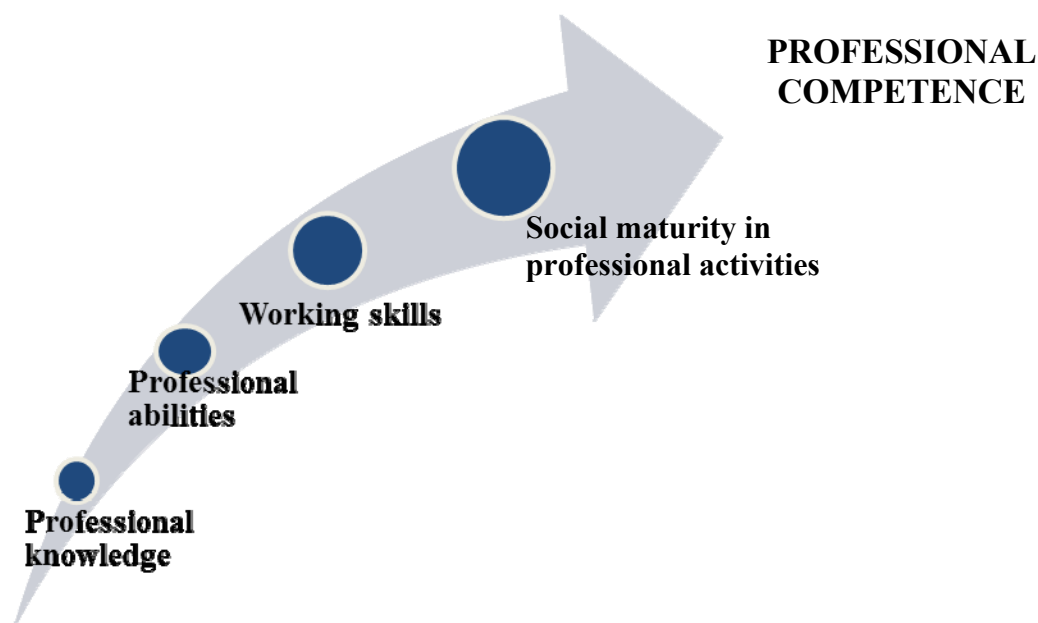 PROFESSIONAL
COMPETENCE
Social maturity in
professional activities
Working skills
Professional
abilities
Professional
knowledge